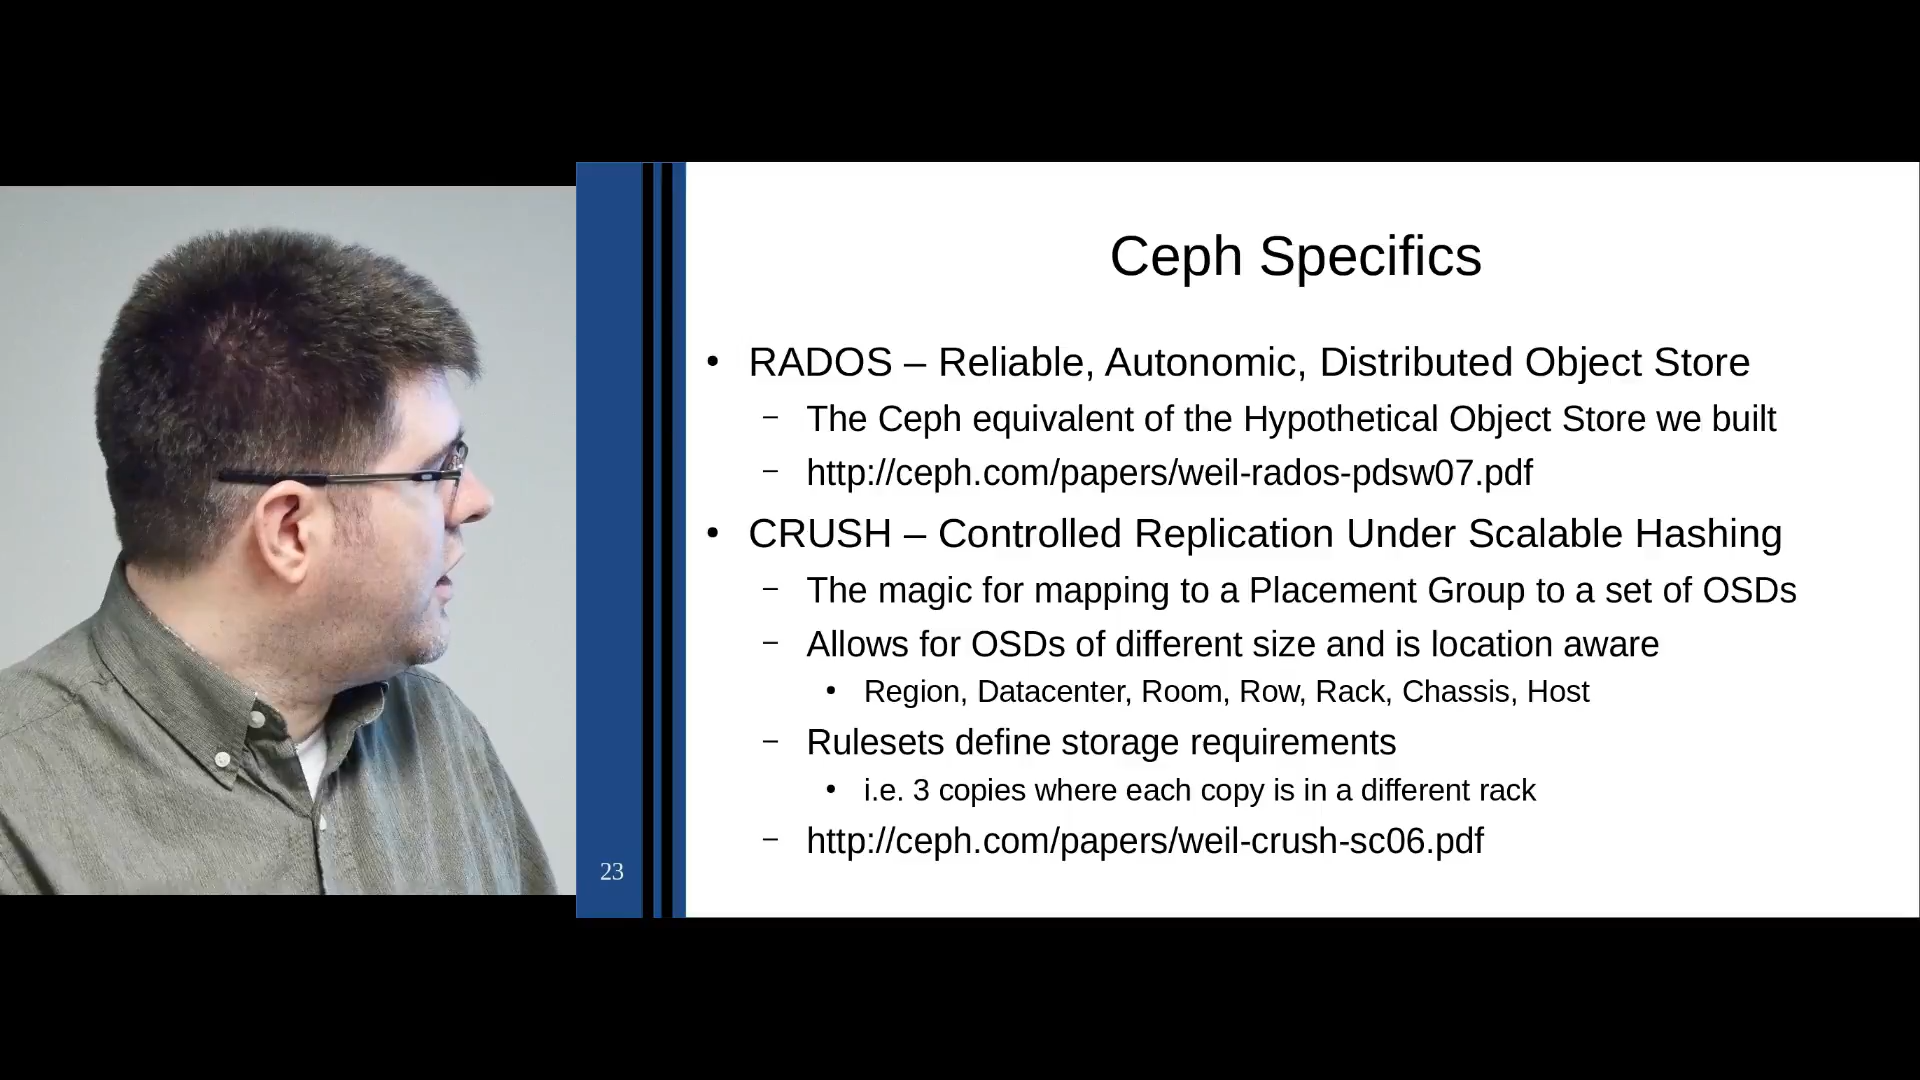 Ceph Specifics
• RADOS – Reliable, Autonomic, Distributed Object Store
– The Ceph equivalent of the Hypothetical Object Store we built
– http://ceph.com/papers/weil-rados-pdsw07.pdf
• CRUSH – Controlled Replication Under Scalable Hashing
– The magic for mapping to a Placement Group to a set of OSDs
– Allows for OSDs of different size and is location aware
• Region, Datacenter, Room, Row, Rack, Chassis, Host
– Rulesets define storage requirements
• i.e. 3 copies where each copy is in a different rack
– http://ceph.com/papers/weil-crush-sc06.pdf
23